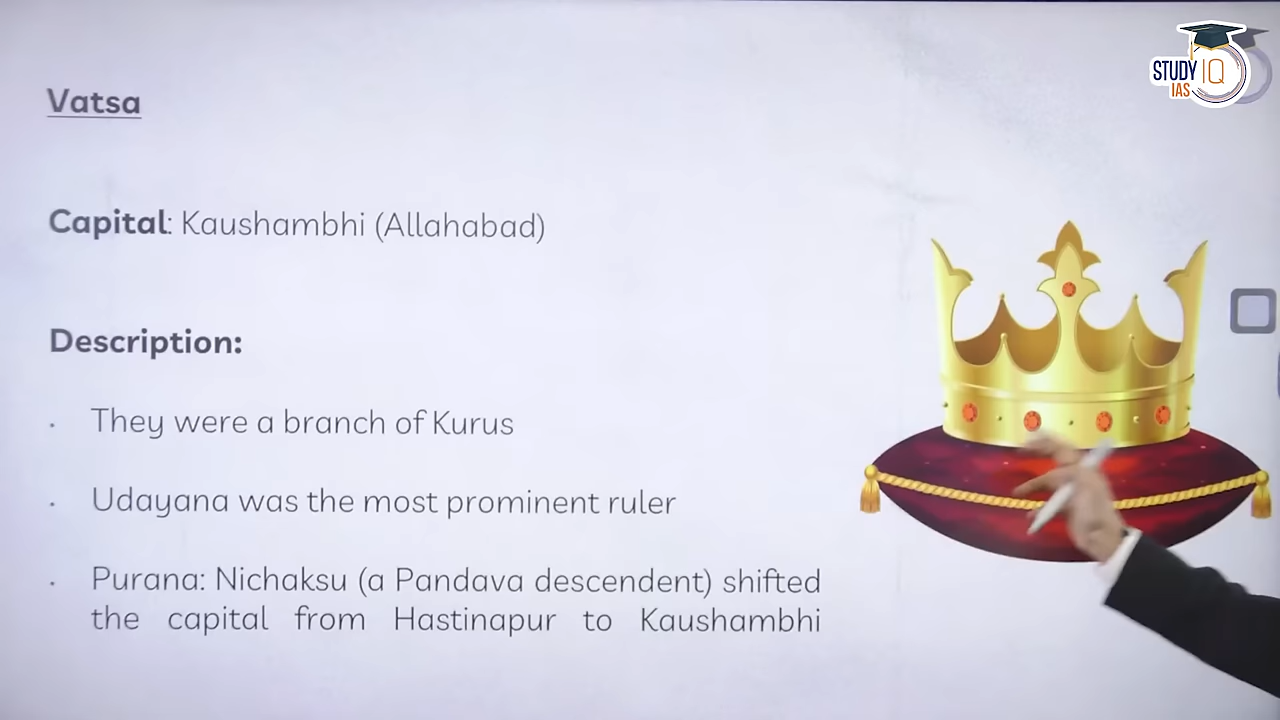 STUDY IQ
IAS
Vatsa
Capital: Kaushambhi (Allahabad)
Description:
. They were a branch of Kurus
. Udayana was the most prominent ruler
. Purana: Nichaksu (a Pandava descendent) shifted
the capital from Hastinapur to Kaushambhi